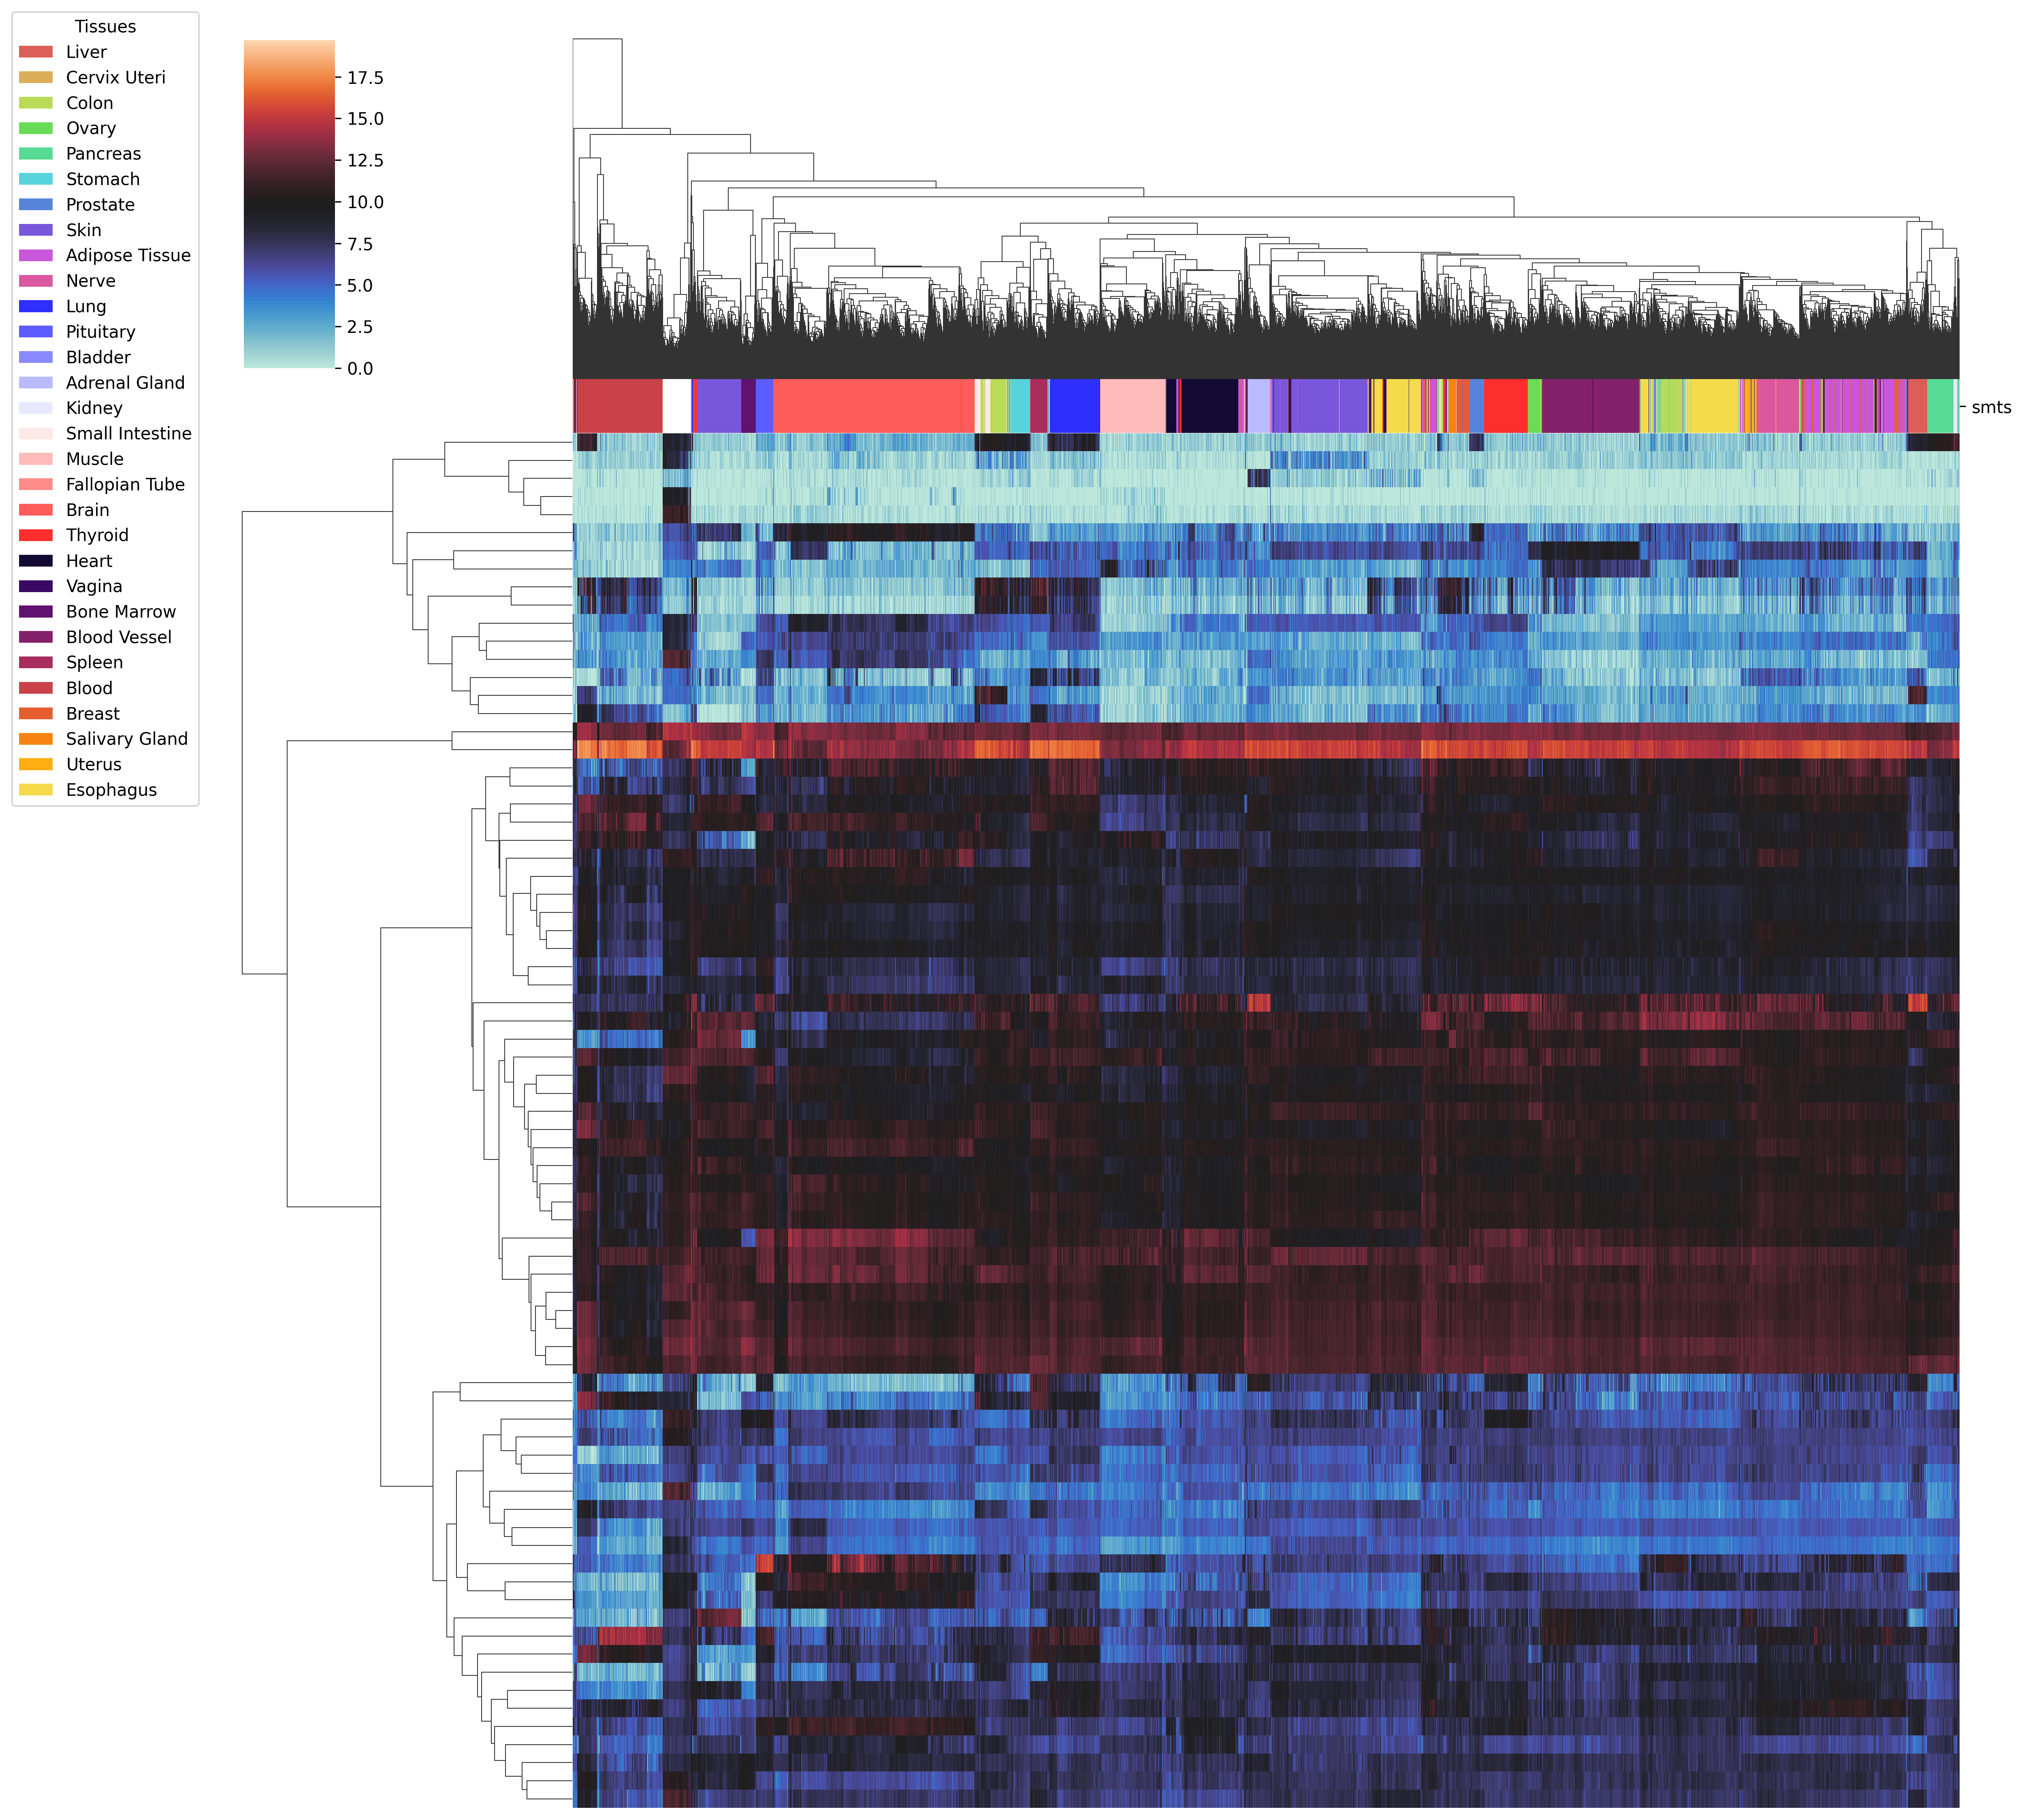 Tissues
Liver
Cervix Uteri
Colon
Ovary
Pancreas
Stomach
Prostate
Skin
Adipose Tissue
Nerve
Lung
Pituitary
Bladder
Adrenal Gland
Kidney
Small Intestine
Muscle
Fallopian Tube
Brain
Thyroid
Heart
Vagina
Bone Marrow
Blood Vessel
Spleen
Blood
Breast
Salivary Gland
Uterus
Esophagus
17.5
15.0
12.5
10.0
7.5
5.0
2.5
0.0
smts